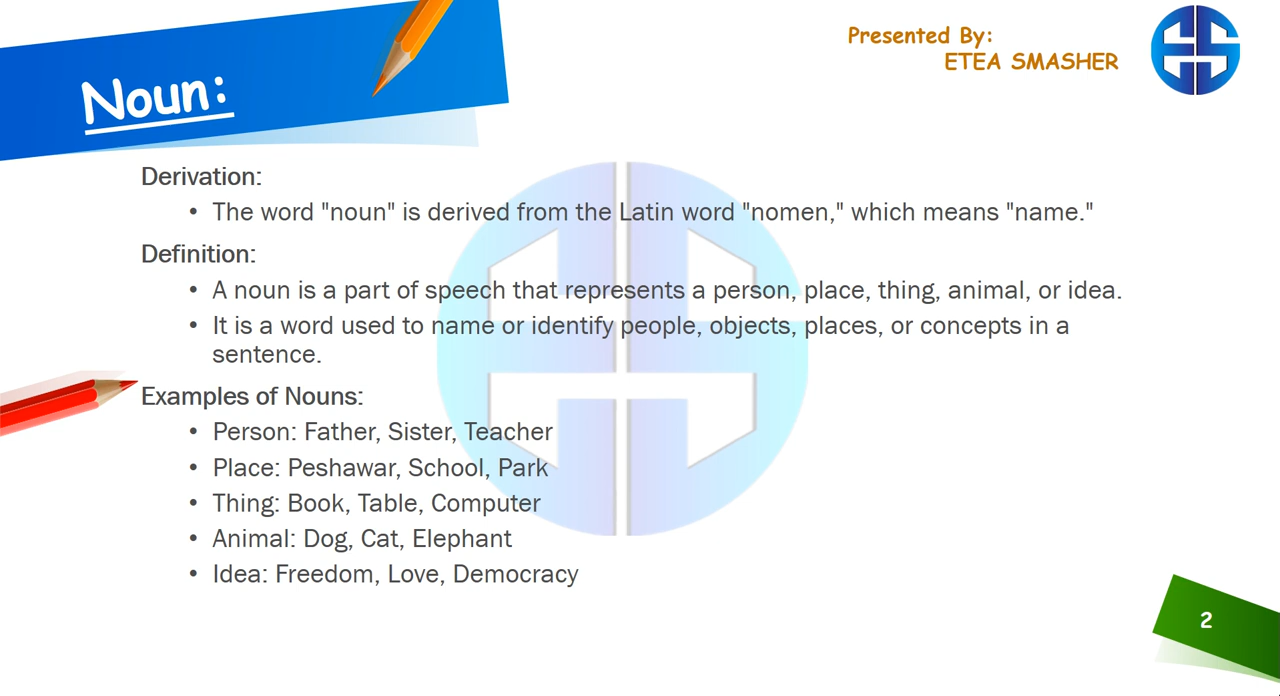 Presented By:
ETEA SMASHER
Noun:
Derivation:
• The word "noun" is derived from the Latin word "nomen," which means "name."
Definition:
• A noun is a part of speech that represents a person, place, thing, animal, or idea.
• It is a word used to name or identify people, objects, places, or concepts in a
sentence.
Examples of Nouns:
• Person: Father, Sister, Teacher
• Place: Peshawar, School, Park
• Thing: Book, Table, Computer
• Animal: Dog, Cat, Elephant
• Idea: Freedom, Love, Democracy
2